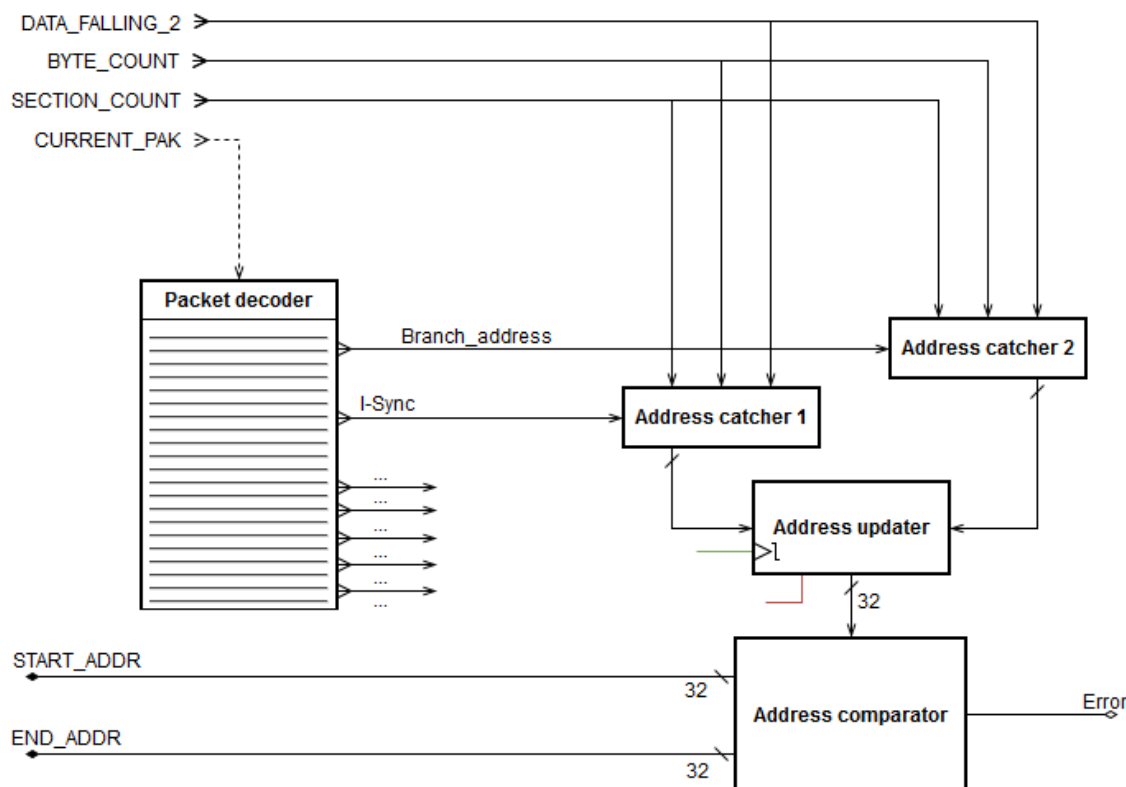 DATA_FALLING_2
BYTE_COUNT
SECTION_COUNT
CURRENT_PAK
Packet decoder
Branch_address
Address catcher 2
I-Sync
Address catcher 1
...
...
Address updater
...
...
...
...
32
START_ADDR
32
Address comparator
Error
END_ADDR
32